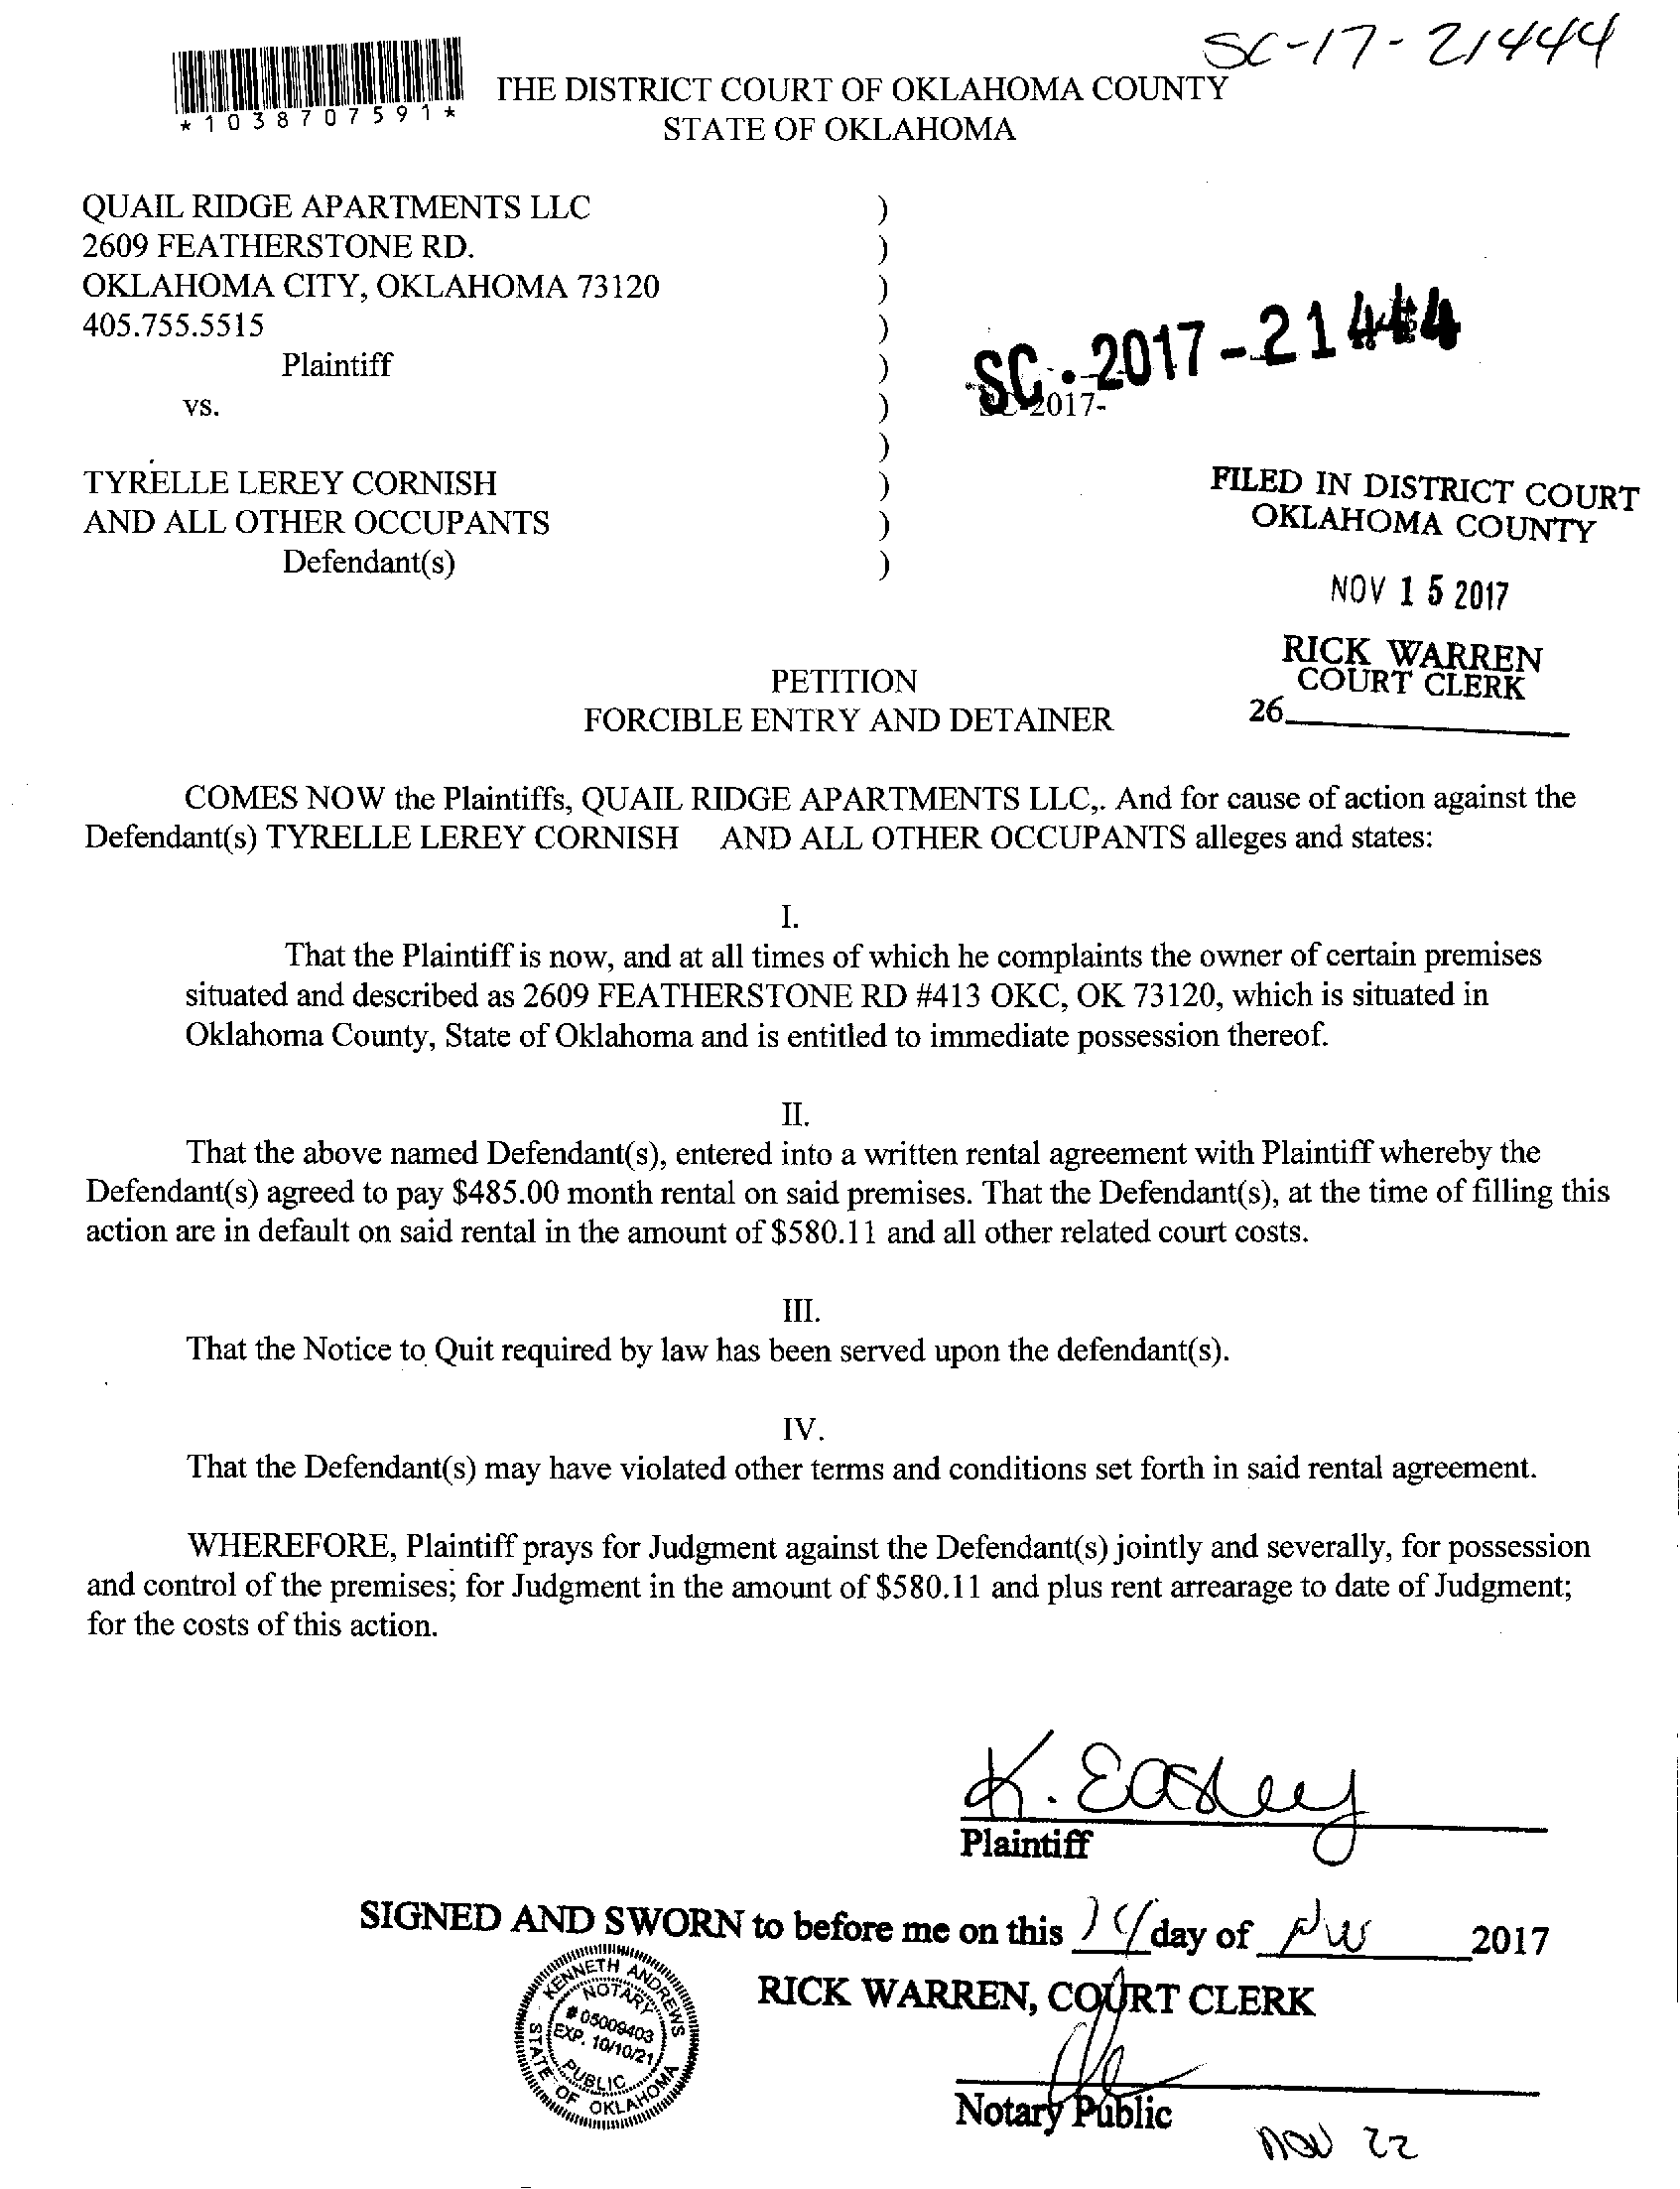 SC-17-21444
*1038707591*
THE DISTRICT COURT OF OKLAHOMA COUNTY
STATE OF OKLAHOMA
QUAIL RIDGE APARTMENTS LLC )
2609 FEATHERSTONE RD. )
OKLAHOMA CITY, OKLAHOMA 73120 )
405.755.5515 )
Plaintiff )
vs. )
)
TYRELLE LEREY CORNISH )
AND ALL OTHER OCCUPANTS )
Defendant(s) )
SC-2017-21444
SC-2017-
FILED IN DISTRICT COURT
OKLAHOMA COUNTY
NOV 15 2017
RICK WARREN
COURT CLERK
26
PETITION
FORCIBLE ENTRY AND DETAINER
COMES NOW the Plaintiffs, QUAIL RIDGE APARTMENTS LLC,. And for cause of action against the
Defendant(s) TYRELLE LEREY CORNISH AND ALL OTHER OCCUPANTS alleges and states:
I.
That the Plaintiff is now, and at all times of which he complaints the owner of certain premises
situated and described as 2609 FEATHERSTONE RD #413 OKC, OK 73120, which is situated in
Oklahoma County, State of Oklahoma and is entitled to immediate possession thereof.
II.
That the above named Defendant(s), entered into a written rental agreement with Plaintiff whereby the
Defendant(s) agreed to pay $485.00 month rental on said premises. That the Defendant(s), at the time of filling this
action are in default on said rental in the amount of $580.11 and all other related court costs.
III.
That the Notice to Quit required by law has been served upon the defendant(s).
IV.
That the Defendant(s) may have violated other terms and conditions set forth in said rental agreement.
WHEREFORE, Plaintiff prays for Judgment against the Defendant(s) jointly and severally, for possession
and control of the premises; for Judgment in the amount of $580.11 and plus rent arrearage to date of Judgment;
for the costs of this action.
K. Easley
Plaintiff
SIGNED AND SWORN to before me on this 14 day of Nov 2017
RICK WARREN, COURT CLERK
KENNETH ANDREWS
NOTARY
# 05009403
EXP. 10/10/21
PUBLIC
STATE OF OKLAHOMA
Notary Public
NOV 22